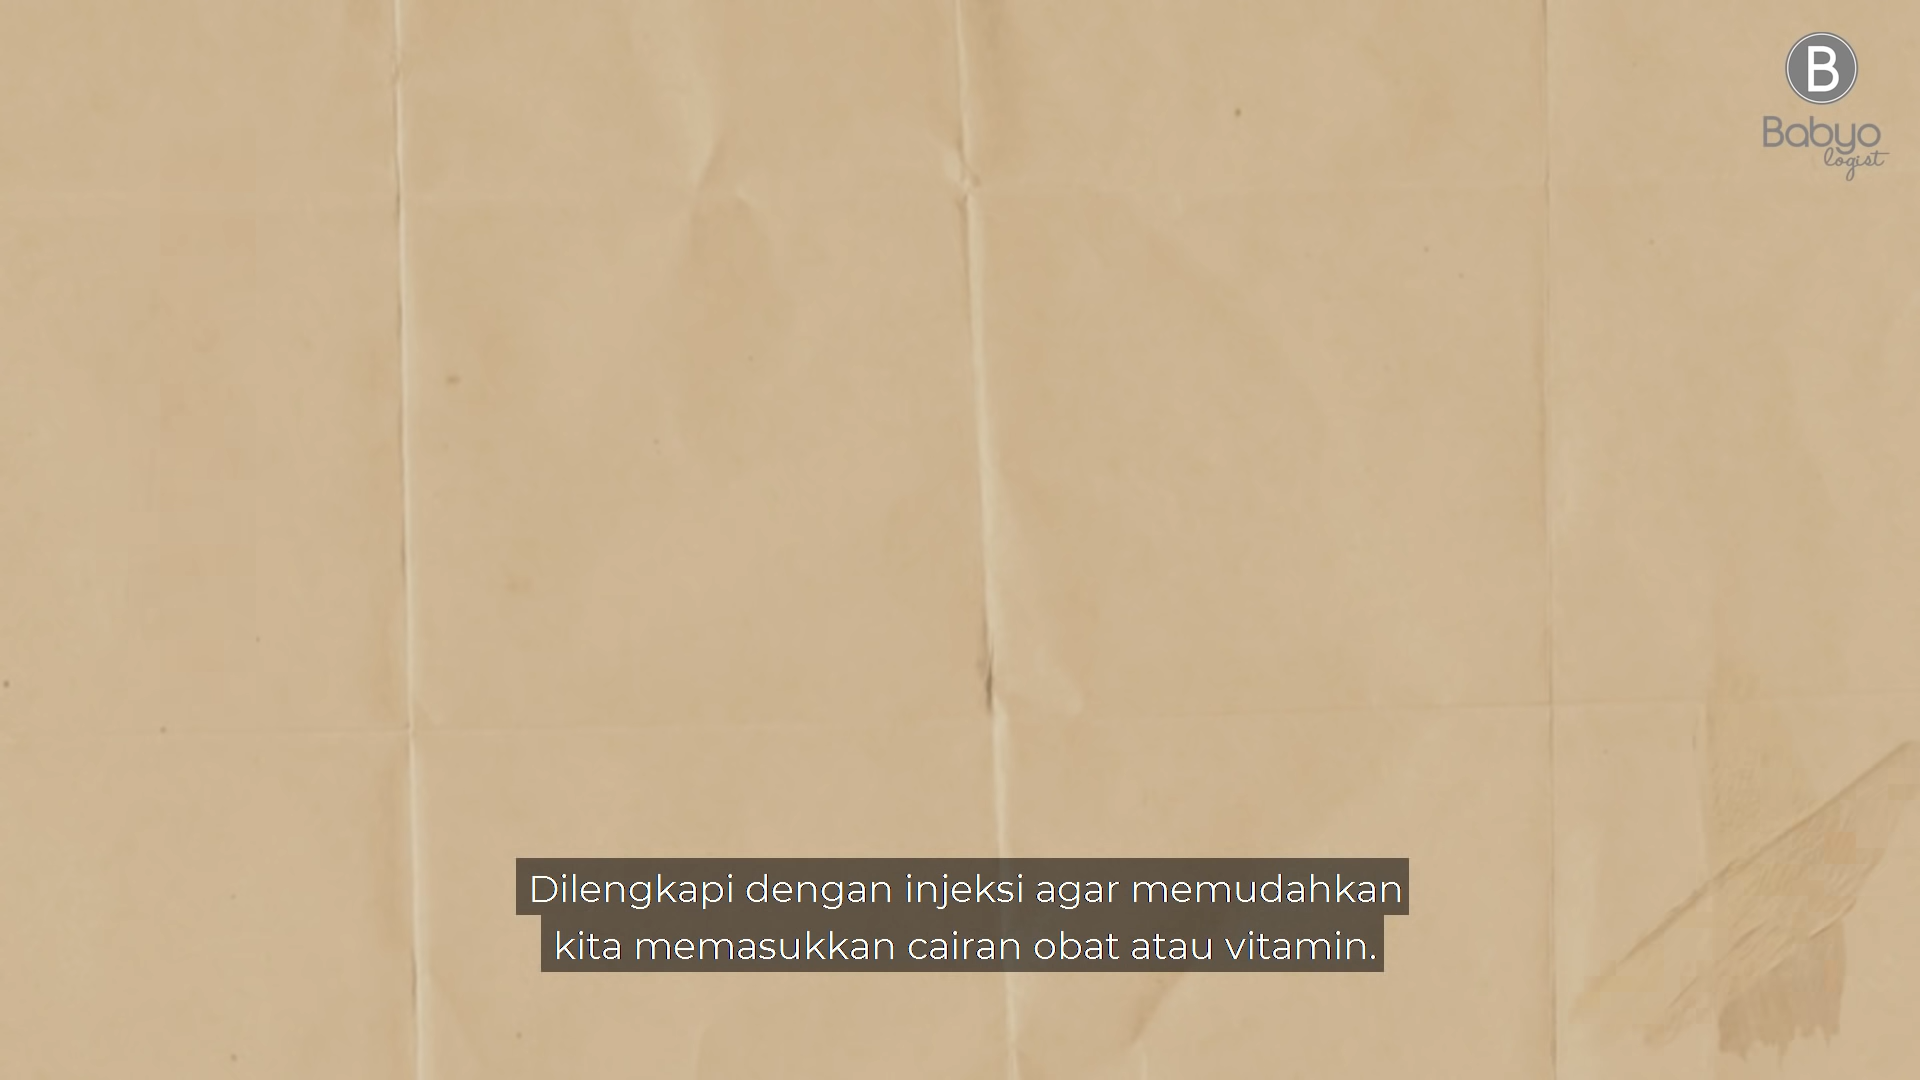 B
Babyo
logist
Dilengkapi dengan injeksi agar memudahkan
kita memasukkan cairan obat atau vitamin.